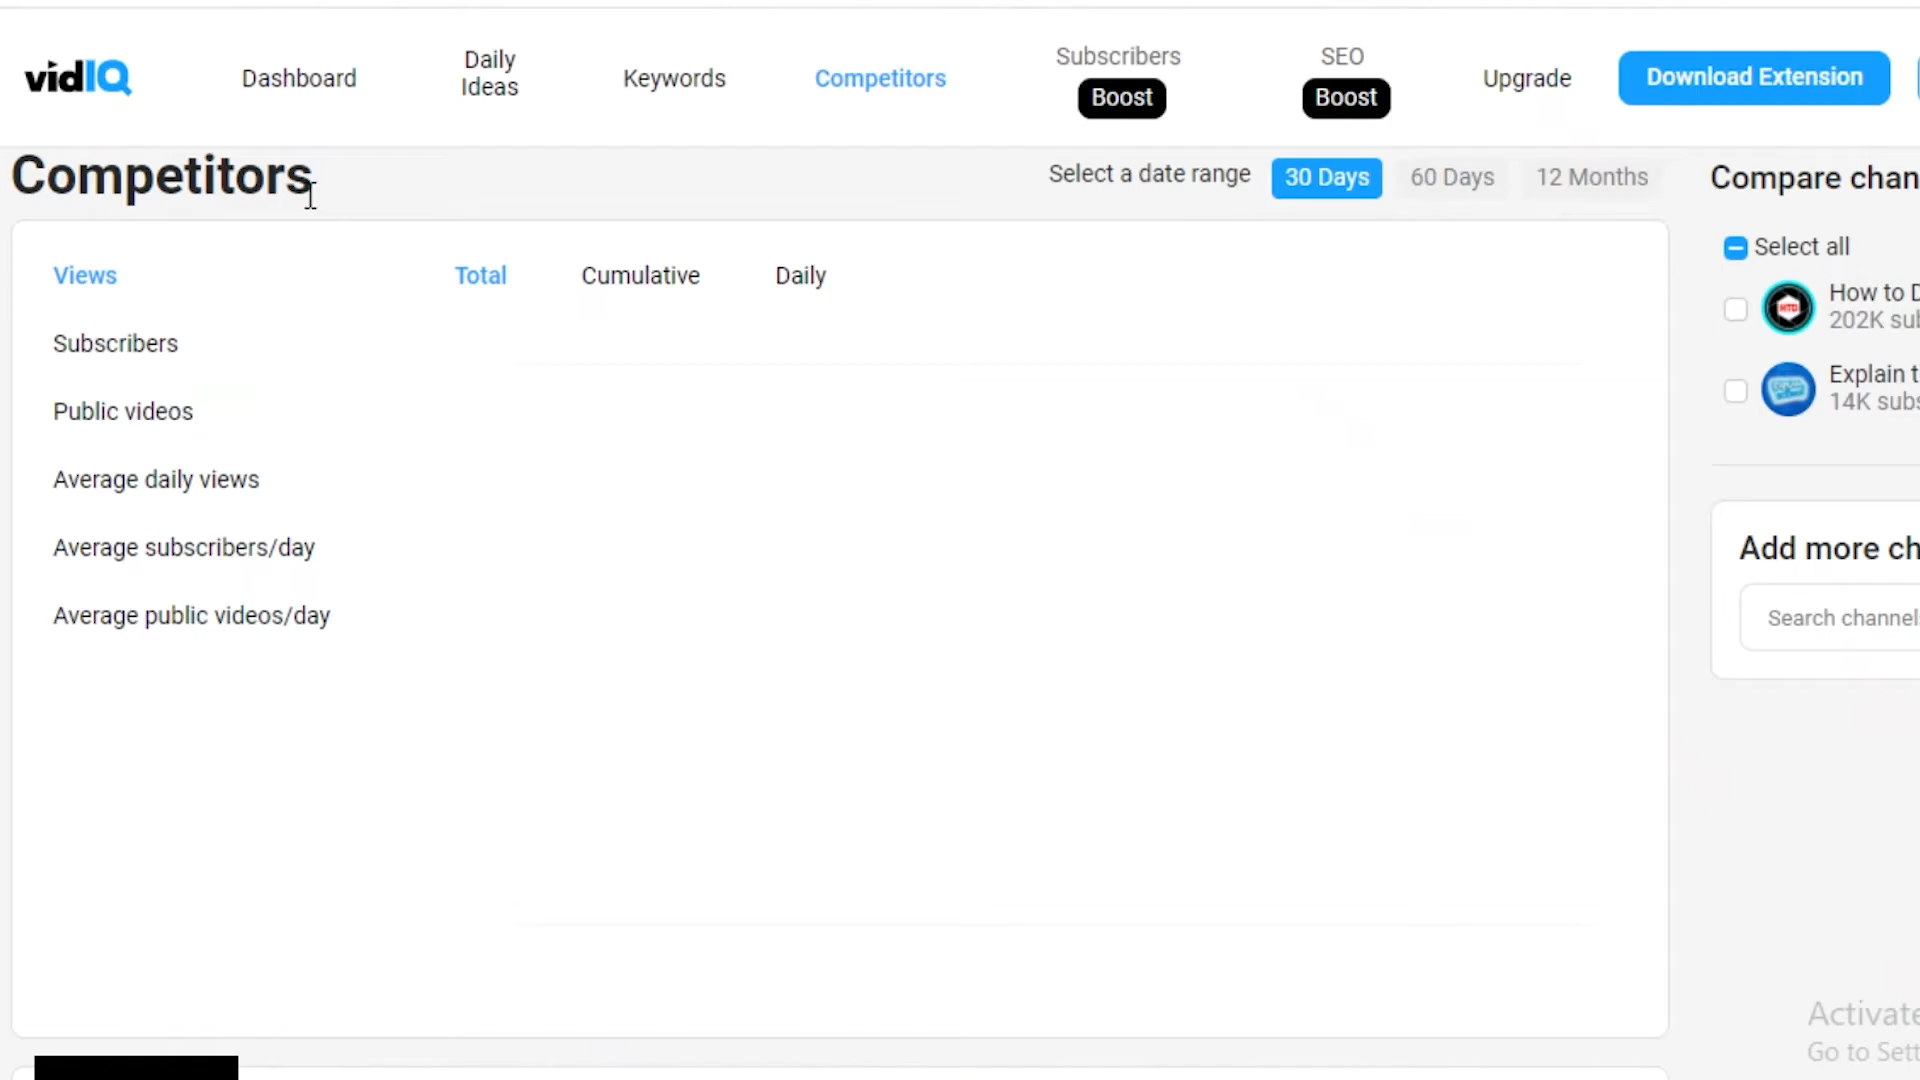 vidIQ
Dashboard
Daily
Ideas
Keywords
Competitors
Subscribers
Boost
SEO
Boost
Upgrade
Download Extension
Competitors
Select a date range
30 Days
60 Days
12 Months
Views
Total
Cumulative
Daily
Subscribers
Public videos
Average daily views
Average subscribers/day
Average public videos/day
Compare chan
Select all
HTD
How to D
202K sub
Explain t
14K subs
Add more ch
Search channels
Activate
Go to Sett